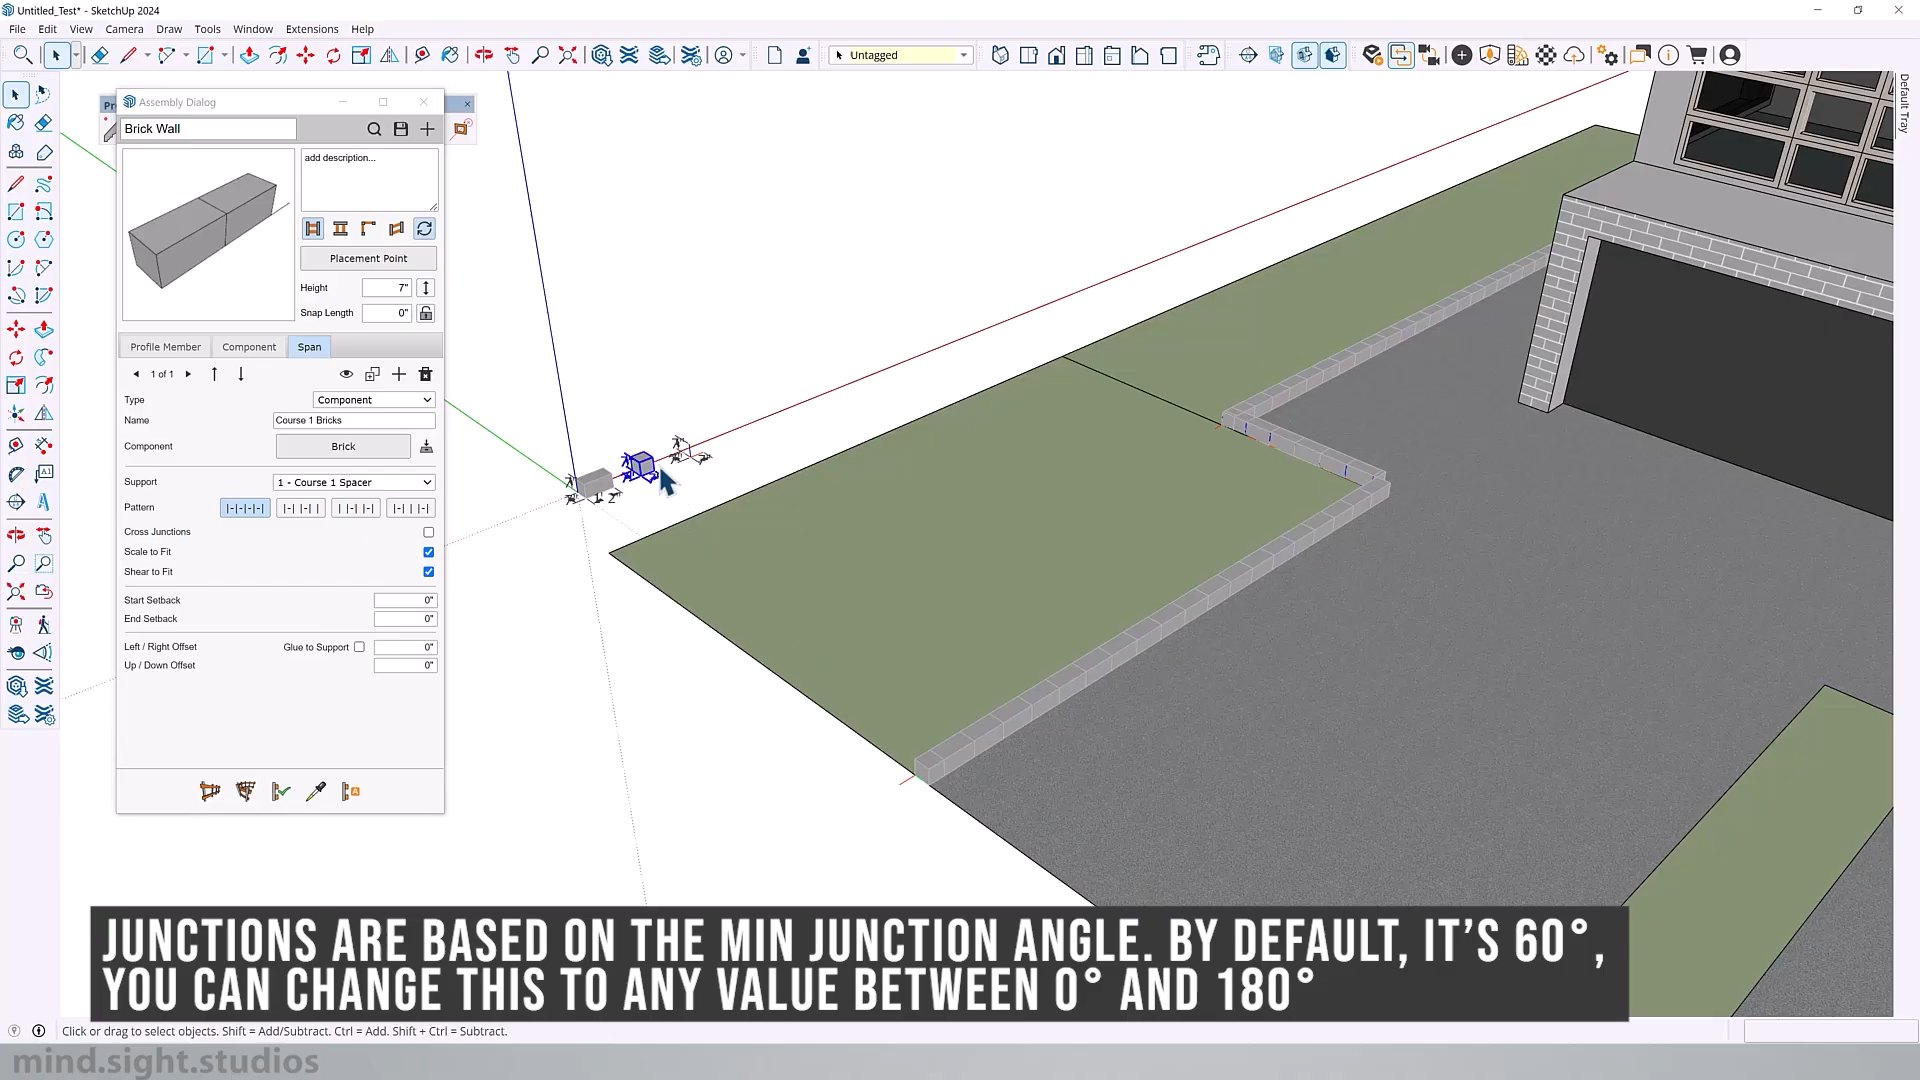 Untitled_Test* - SketchUp 2024
File Edit View Camera Draw Tools Window Extensions Help
Untagged
Default Tray
Assembly Dialog
Brick Wall
add description...
Placement Point
Height 7"
Snap Length 0"
Profile Member Component Span
1 of 1
Type Component
Name Course 1 Bricks
Component Brick
Support 1 - Course 1 Spacer
Pattern
Cross Junctions
Scale to Fit
Shear to Fit
Start Setback 0"
End Setback 0"
Left / Right Offset Glue to Support 0"
Up / Down Offset 0"
JUNCTIONS ARE BASED ON THE MIN JUNCTION ANGLE. BY DEFAULT, IT'S 60°,
YOU CAN CHANGE THIS TO ANY VALUE BETWEEN 0° AND 180°
Click or drag to select objects. Shift = Add/Subtract. Ctrl = Add. Shift + Ctrl = Subtract.
mind.sight.studios